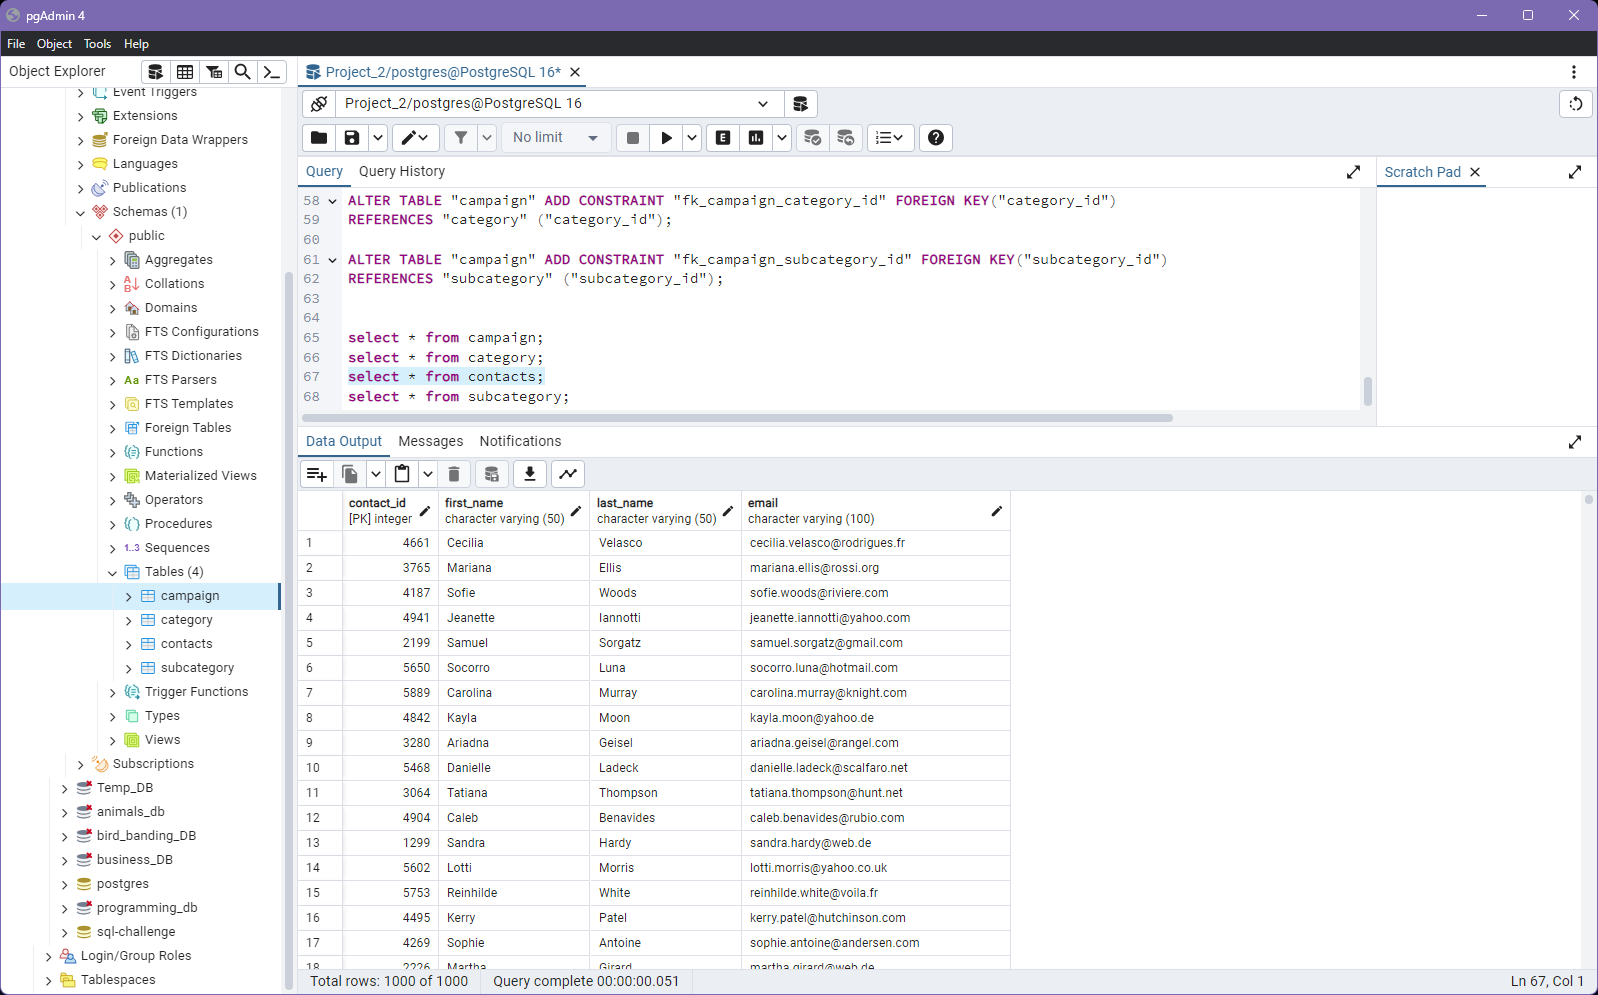 pgAdmin 4
File Object Tools Help
Object Explorer
Event Triggers
Extensions
Foreign Data Wrappers
Languages
Publications
Schemas (1)
public
Aggregates
Collations
Domains
FTS Configurations
FTS Dictionaries
Aa FTS Parsers
FTS Templates
Foreign Tables
Functions
Materialized Views
Operators
Procedures
1..3 Sequences
Tables (4)
campaign
category
contacts
subcategory
Trigger Functions
Types
Views
Subscriptions
Temp_DB
animals_db
bird_banding_DB
business_DB
postgres
programming_db
sql-challenge
Login/Group Roles
Tablespaces
Project_2/postgres@PostgreSQL 16*
Project_2/postgres@PostgreSQL 16
No limit
Query Query History
Scratch Pad
58 ALTER TABLE "campaign" ADD CONSTRAINT "fk_campaign_category_id" FOREIGN KEY("category_id")
59 REFERENCES "category" ("category_id");
60
61 ALTER TABLE "campaign" ADD CONSTRAINT "fk_campaign_subcategory_id" FOREIGN KEY("subcategory_id")
62 REFERENCES "subcategory" ("subcategory_id");
63
64
65 select * from campaign;
66 select * from category;
67 select * from contacts;
68 select * from subcategory;
Data Output Messages Notifications
contact_id first_name last_name email
[PK] integer character varying (50) character varying (50) character varying (100)
1 4661 Cecilia Velasco cecilia.velasco@rodrigues.fr
2 3765 Mariana Ellis mariana.ellis@rossi.org
3 4187 Sofie Woods sofie.woods@riviere.com
4 4941 Jeanette Iannotti jeanette.iannotti@yahoo.com
5 2199 Samuel Sorgatz samuel.sorgatz@gmail.com
6 5650 Socorro Luna socorro.luna@hotmail.com
7 5889 Carolina Murray carolina.murray@knight.com
8 4842 Kayla Moon kayla.moon@yahoo.de
9 3280 Ariadna Geisel ariadna.geisel@rangel.com
10 5468 Danielle Ladeck danielle.ladeck@scalfaro.net
11 3064 Tatiana Thompson tatiana.thompson@hunt.net
12 4904 Caleb Benavides caleb.benavides@rubio.com
13 1299 Sandra Hardy sandra.hardy@web.de
14 5602 Lotti Morris lotti.morris@yahoo.co.uk
15 5753 Reinhilde White reinhilde.white@voila.fr
16 4495 Kerry Patel kerry.patel@hutchinson.com
17 4269 Sophie Antoine sophie.antoine@andersen.com
18 2226 Martha Girard martha.girard@web.de
Total rows: 1000 of 1000 Query complete 00:00:00.051
Ln 67, Col 1